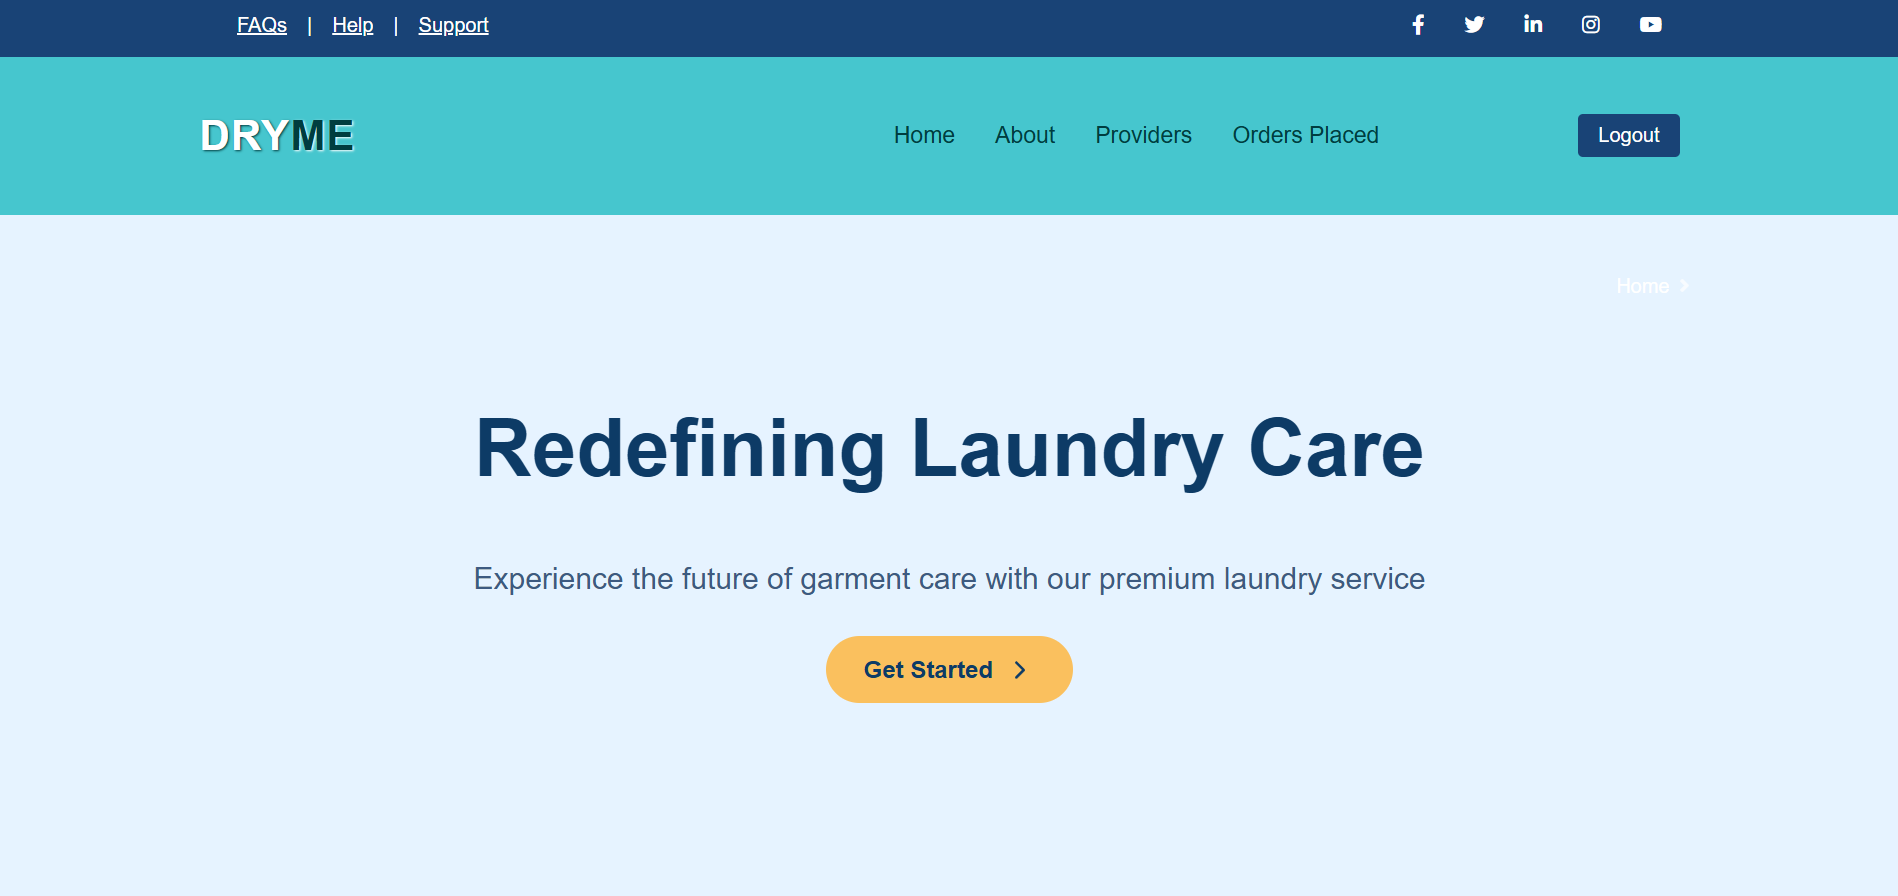 FAQs | Help | Support
DRYME
Home About Providers Orders Placed
Logout
Home
Redefining Laundry Care
Experience the future of garment care with our premium laundry service
Get Started